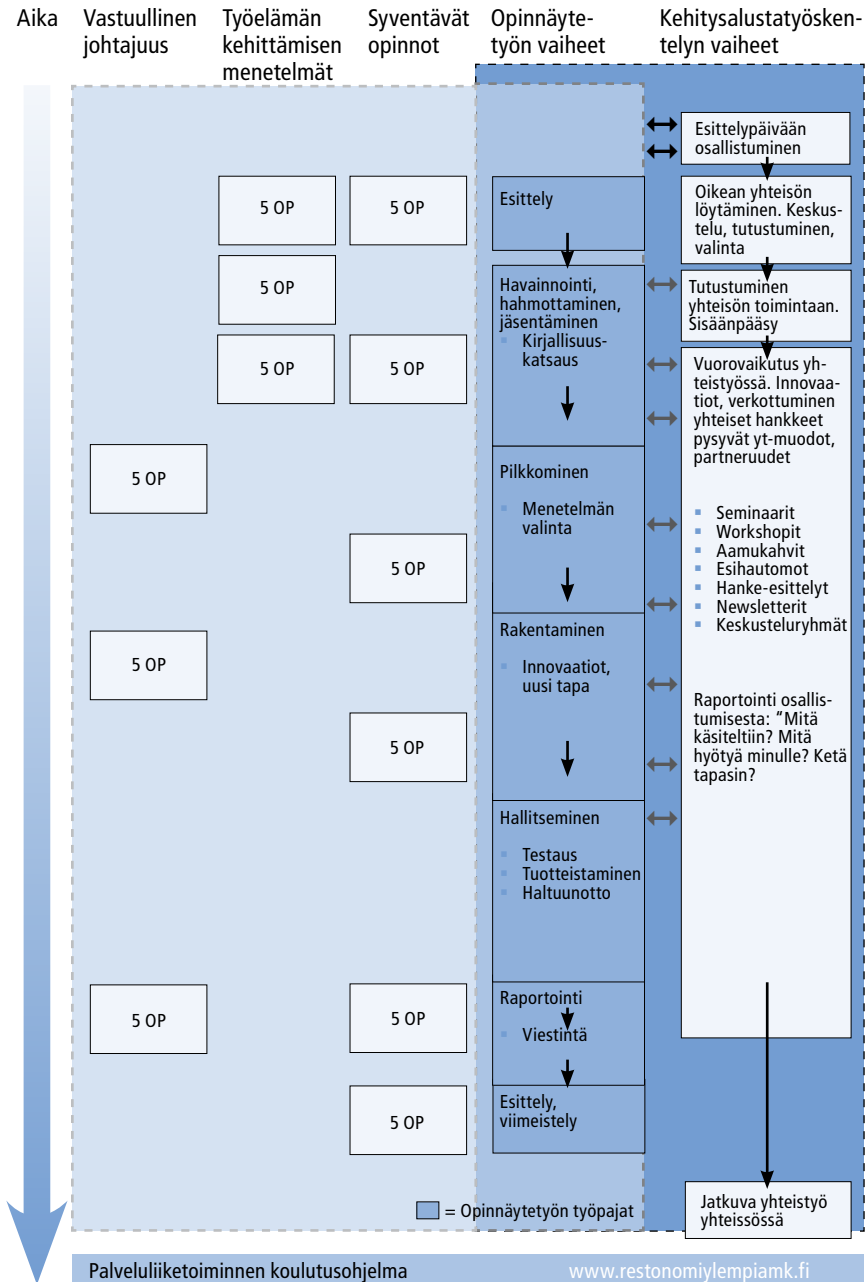 Aika
Vastuullinen
johtajuus
Työelämän
kehittämisen
menetelmät
Syventävät
opinnot
Opinnäyte-
työn vaiheet
Kehitysalustatyösken-
telyn vaiheet
Esittelypäivään
osallistuminen
5 OP
5 OP
Esittely
Oikean yhteisön
löytäminen. Keskus-
telu, tutustuminen,
valinta
5 OP
Havainnointi,
hahmottaminen,
jäsentäminen
▪ Kirjallisuus-
katsaus
Tutustuminen
yhteisön toimintaan.
Sisäänpääsy
5 OP
5 OP
Vuorovaikutus yh-
teistyössä. Innovaa-
tiot, verkottuminen
yhteiset hankkeet
pysyvät yt-muodot,
partneruudet
5 OP
Pilkkominen
▪ Menetelmän
valinta
▪ Seminaarit
▪ Workshopit
▪ Aamukahvit
▪ Esihautomot
▪ Hanke-esittelyt
▪ Newsletterit
▪ Keskusteluryhmät
5 OP
5 OP
Rakentaminen
▪ Innovaatiot,
uusi tapa
Raportointi osallis-
tumisesta: “Mitä
käsiteltiin? Mitä
hyötyä minulle? Ketä
tapasin?
5 OP
Hallitseminen
▪ Testaus
▪ Tuotteistaminen
▪ Haltuunotto
5 OP
5 OP
Raportointi
▪ Viestintä
5 OP
Esittely,
viimeistely
= Opinnäytetyön työpajat
Jatkuva yhteistyö
yhteissössä
Palveluliiketoiminnen koulutusohjelma
www.restonomiylempiamk.fi